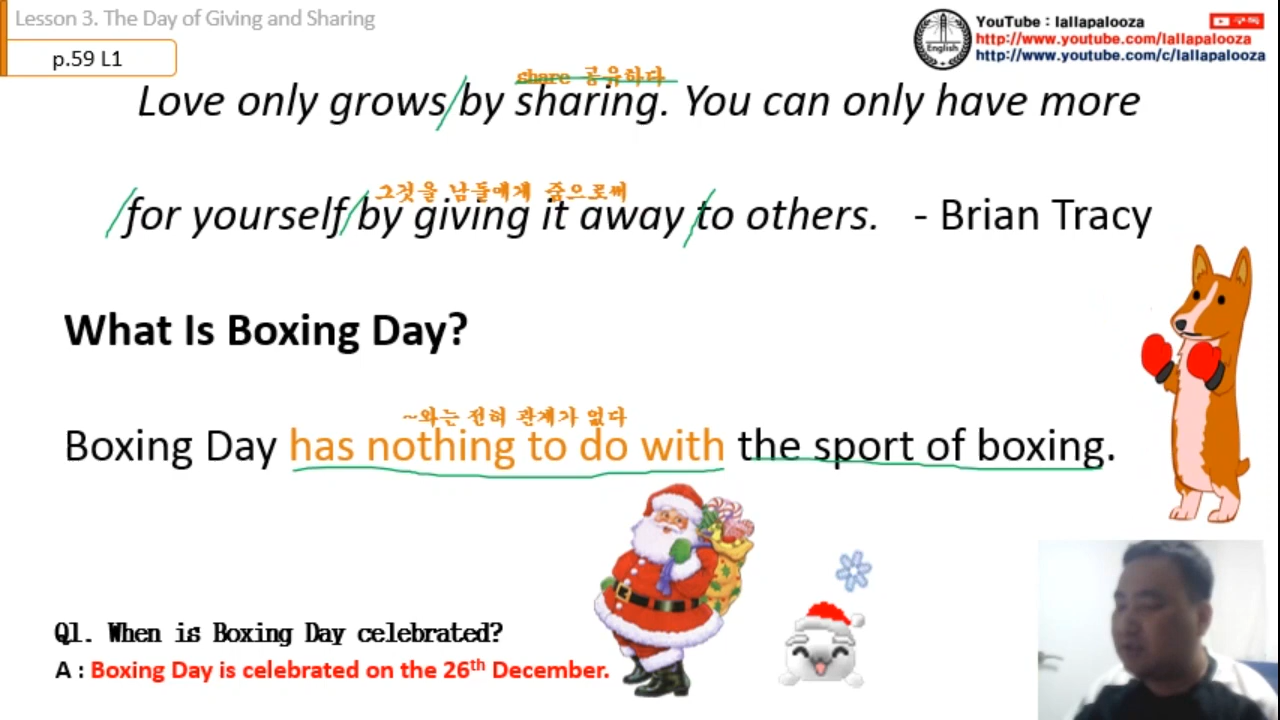 Lesson 3. The Day of Giving and Sharing
p.59 L1
English
YouTube : lallapalooza
구독
http://www.youtube.com/lallapalooza
http://www.youtube.com/c/lallapalooza
share 공유하다
Love only grows by sharing. You can only have more
그것을 남들에게 줌으로써
for yourself by giving it away to others. - Brian Tracy
What Is Boxing Day?
~와는 전혀 관계가 없다
Boxing Day has nothing to do with the sport of boxing.
Q1. When is Boxing Day celebrated?
A : Boxing Day is celebrated on the 26th December.